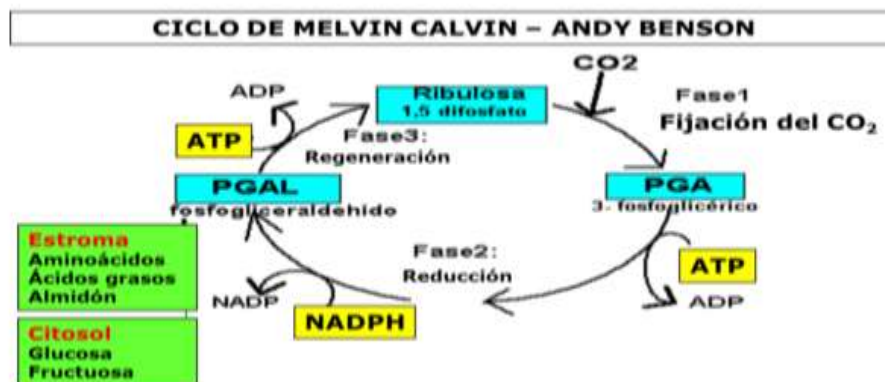 CICLO DE MELVIN CALVIN – ANDY BENSON
CO2
ADP
Ribulosa
1,5 difosfato
Fase1
Fijación del CO₂
ATP
Fase3:
Regeneración
PGAL
fosfogliceraldehido
PGA
3. fosfoglicérico
Estroma
Aminoácidos
Ácidos grasos
Almidón
Fase2:
Reducción
ATP
ADP
NADP
NADPH
Citosol
Glucosa
Fructuosa